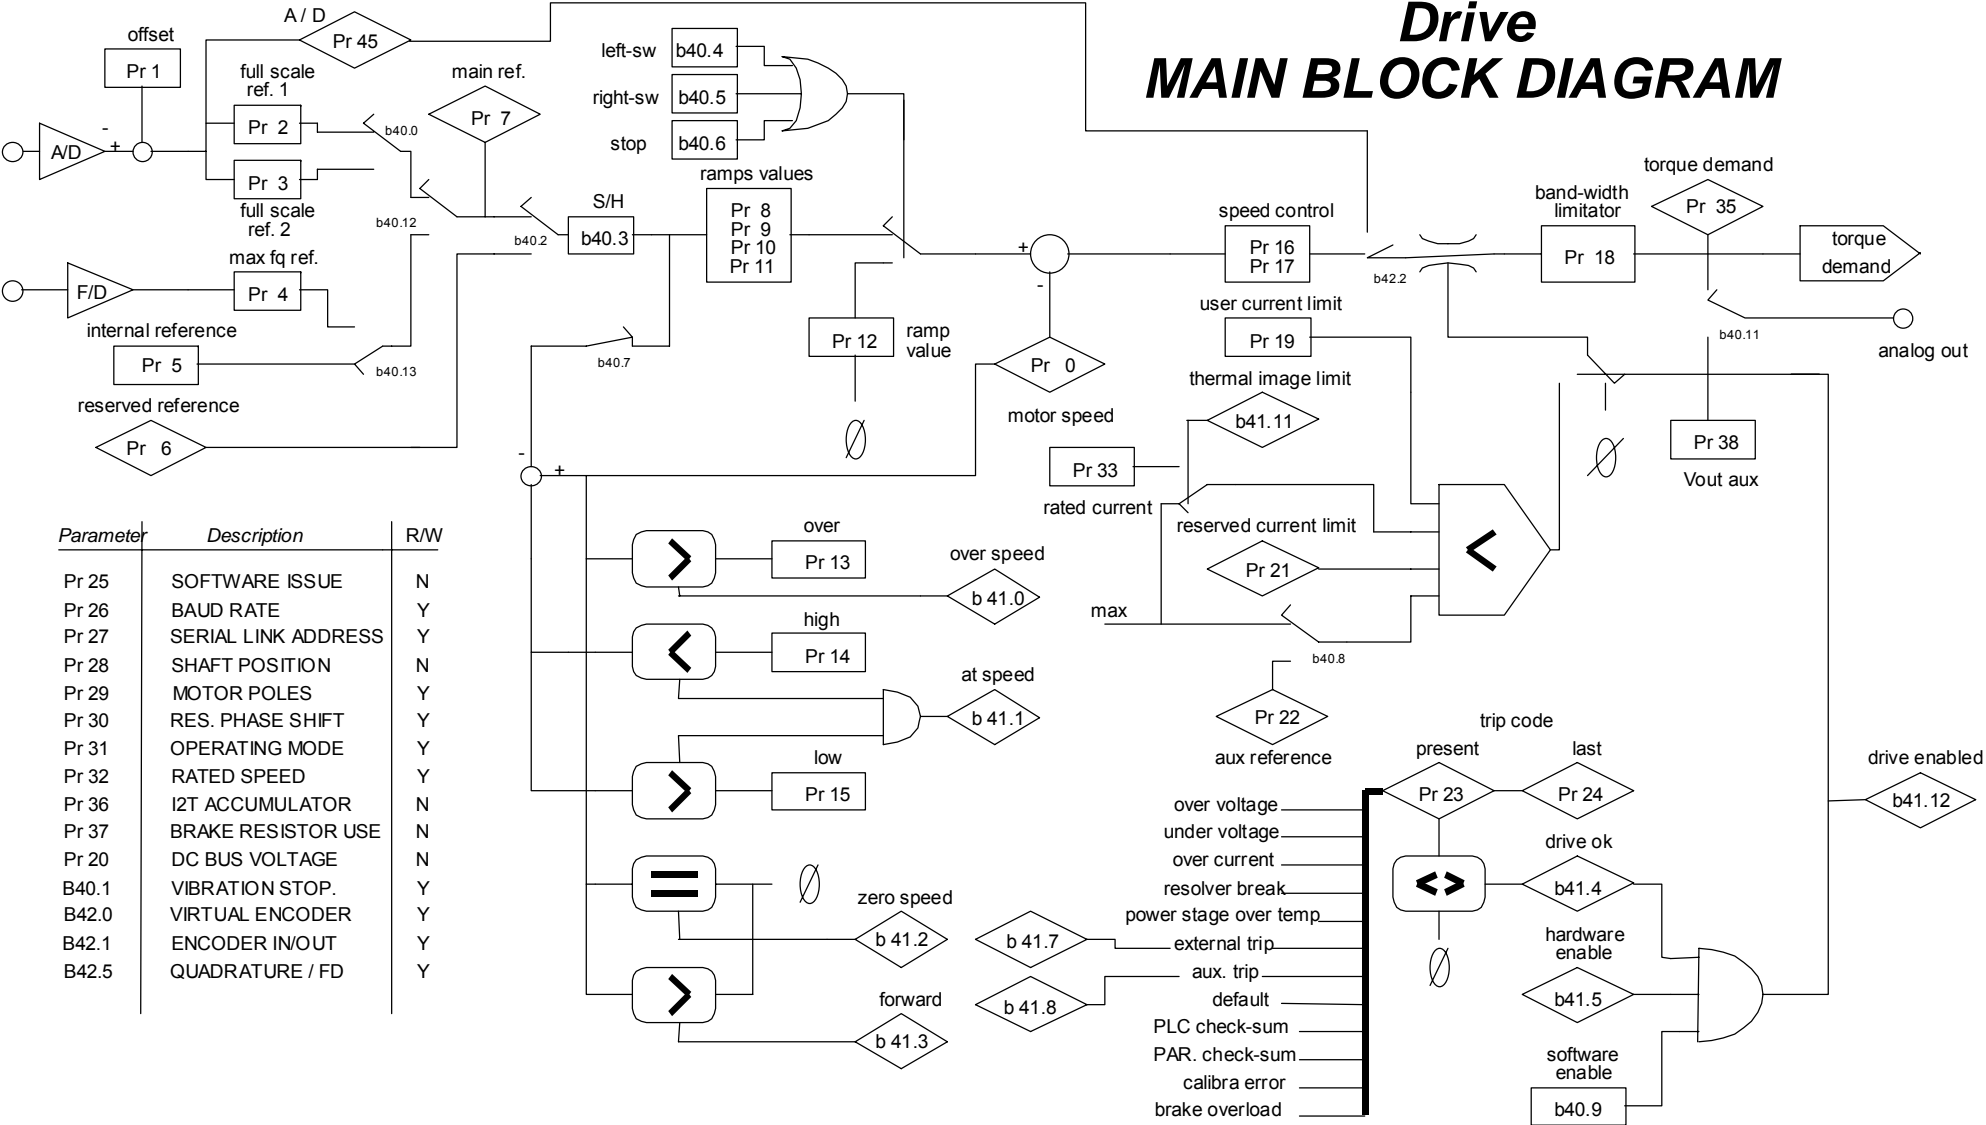 Drive
MAIN BLOCK DIAGRAM
A / D
Pr 45
offset
Pr 1
full scale
ref. 1
Pr 2
b40.0
- +
A/D
Pr 3
full scale
ref. 2
b40.12
main ref.
Pr 7
left-sw
b40.4
right-sw
b40.5
stop
b40.6
S/H
b40.3
b40.2
ramps values
Pr 8
Pr 9
Pr 10
Pr 11
max fq ref.
F/D
Pr 4
internal reference
Pr 5
b40.13
reserved reference
Pr 6
b40.7
Pr 12
ramp
value
0
+
-
Pr 0
motor speed
speed control
Pr 16
Pr 17
b42.2
band-width
limitator
Pr 18
torque demand
Pr 35
torque
demand
b40.11
analog out
Pr 38
Vout aux
0
user current limit
Pr 19
thermal image limit
b41.11
Pr 33
rated current
reserved current limit
Pr 21
<
max
b40.8
Pr 22
aux reference
- +
>
over
Pr 13
over speed
b 41.0
<
high
Pr 14
at speed
b 41.1
>
low
Pr 15
=
0
zero speed
b 41.2
>
forward
b 41.3
Parameter Description R/W
Pr 25 SOFTWARE ISSUE N
Pr 26 BAUD RATE Y
Pr 27 SERIAL LINK ADDRESS Y
Pr 28 SHAFT POSITION N
Pr 29 MOTOR POLES Y
Pr 30 RES. PHASE SHIFT Y
Pr 31 OPERATING MODE Y
Pr 32 RATED SPEED Y
Pr 36 I2T ACCUMULATOR N
Pr 37 BRAKE RESISTOR USE N
Pr 20 DC BUS VOLTAGE N
B40.1 VIBRATION STOP. Y
B42.0 VIRTUAL ENCODER Y
B42.1 ENCODER IN/OUT Y
B42.5 QUADRATURE / FD Y
trip code
present
last
Pr 23
Pr 24
over voltage
under voltage
over current
resolver break
power stage over temp
b 41.7
external trip
aux. trip
b 41.8
default
PLC check-sum
PAR. check-sum
calibra error
brake overload
< >
0
drive ok
b41.4
hardware
enable
b41.5
software
enable
b40.9
drive enabled
b41.12